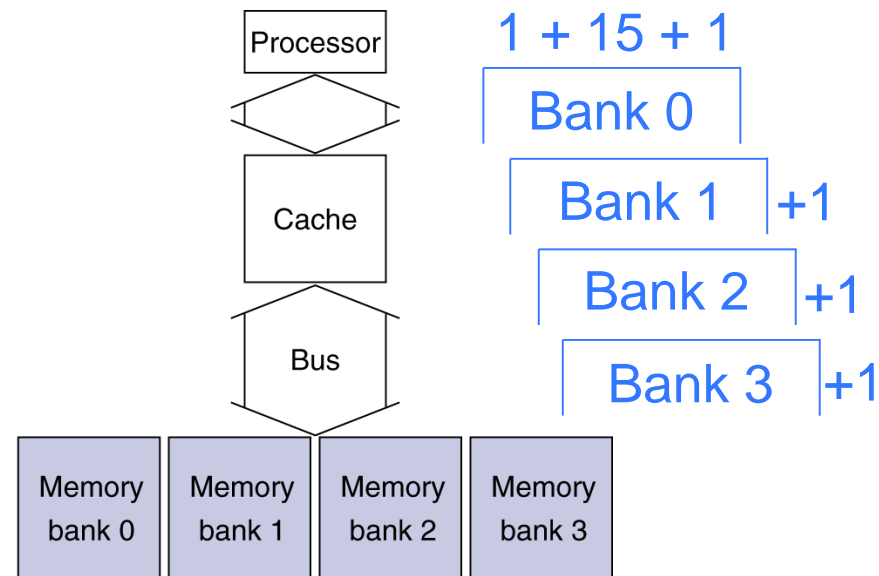 Processor
Cache
Bus
Memory
bank 0
Memory
bank 1
Memory
bank 2
Memory
bank 3
1 + 15 + 1
Bank 0
Bank 1 +1
Bank 2 +1
Bank 3 +1